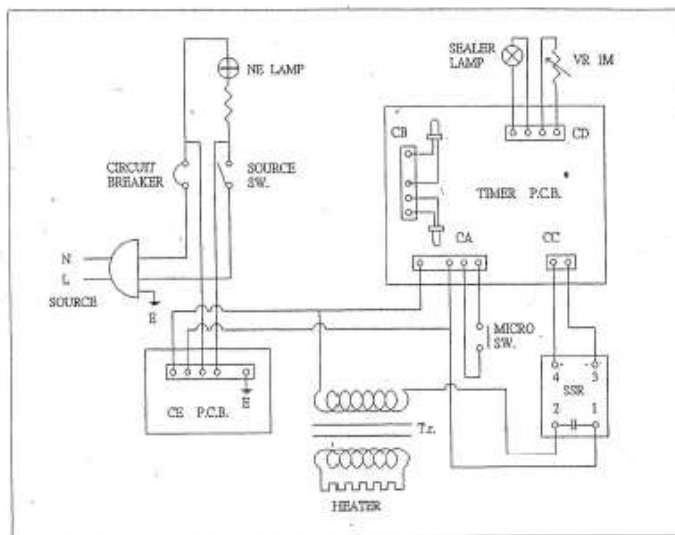 NE LAMP
SEALER
LAMP
VR 1M
CB
CD
CIRCUIT
BREAKER
SOURCE
SW.
TIMER P.C.B.
N
L
SOURCE
E
CA
CC
MICRO
SW.
4 - - 3
SSR
2 1
E
CE P.C.B.
T.r.
HEATER